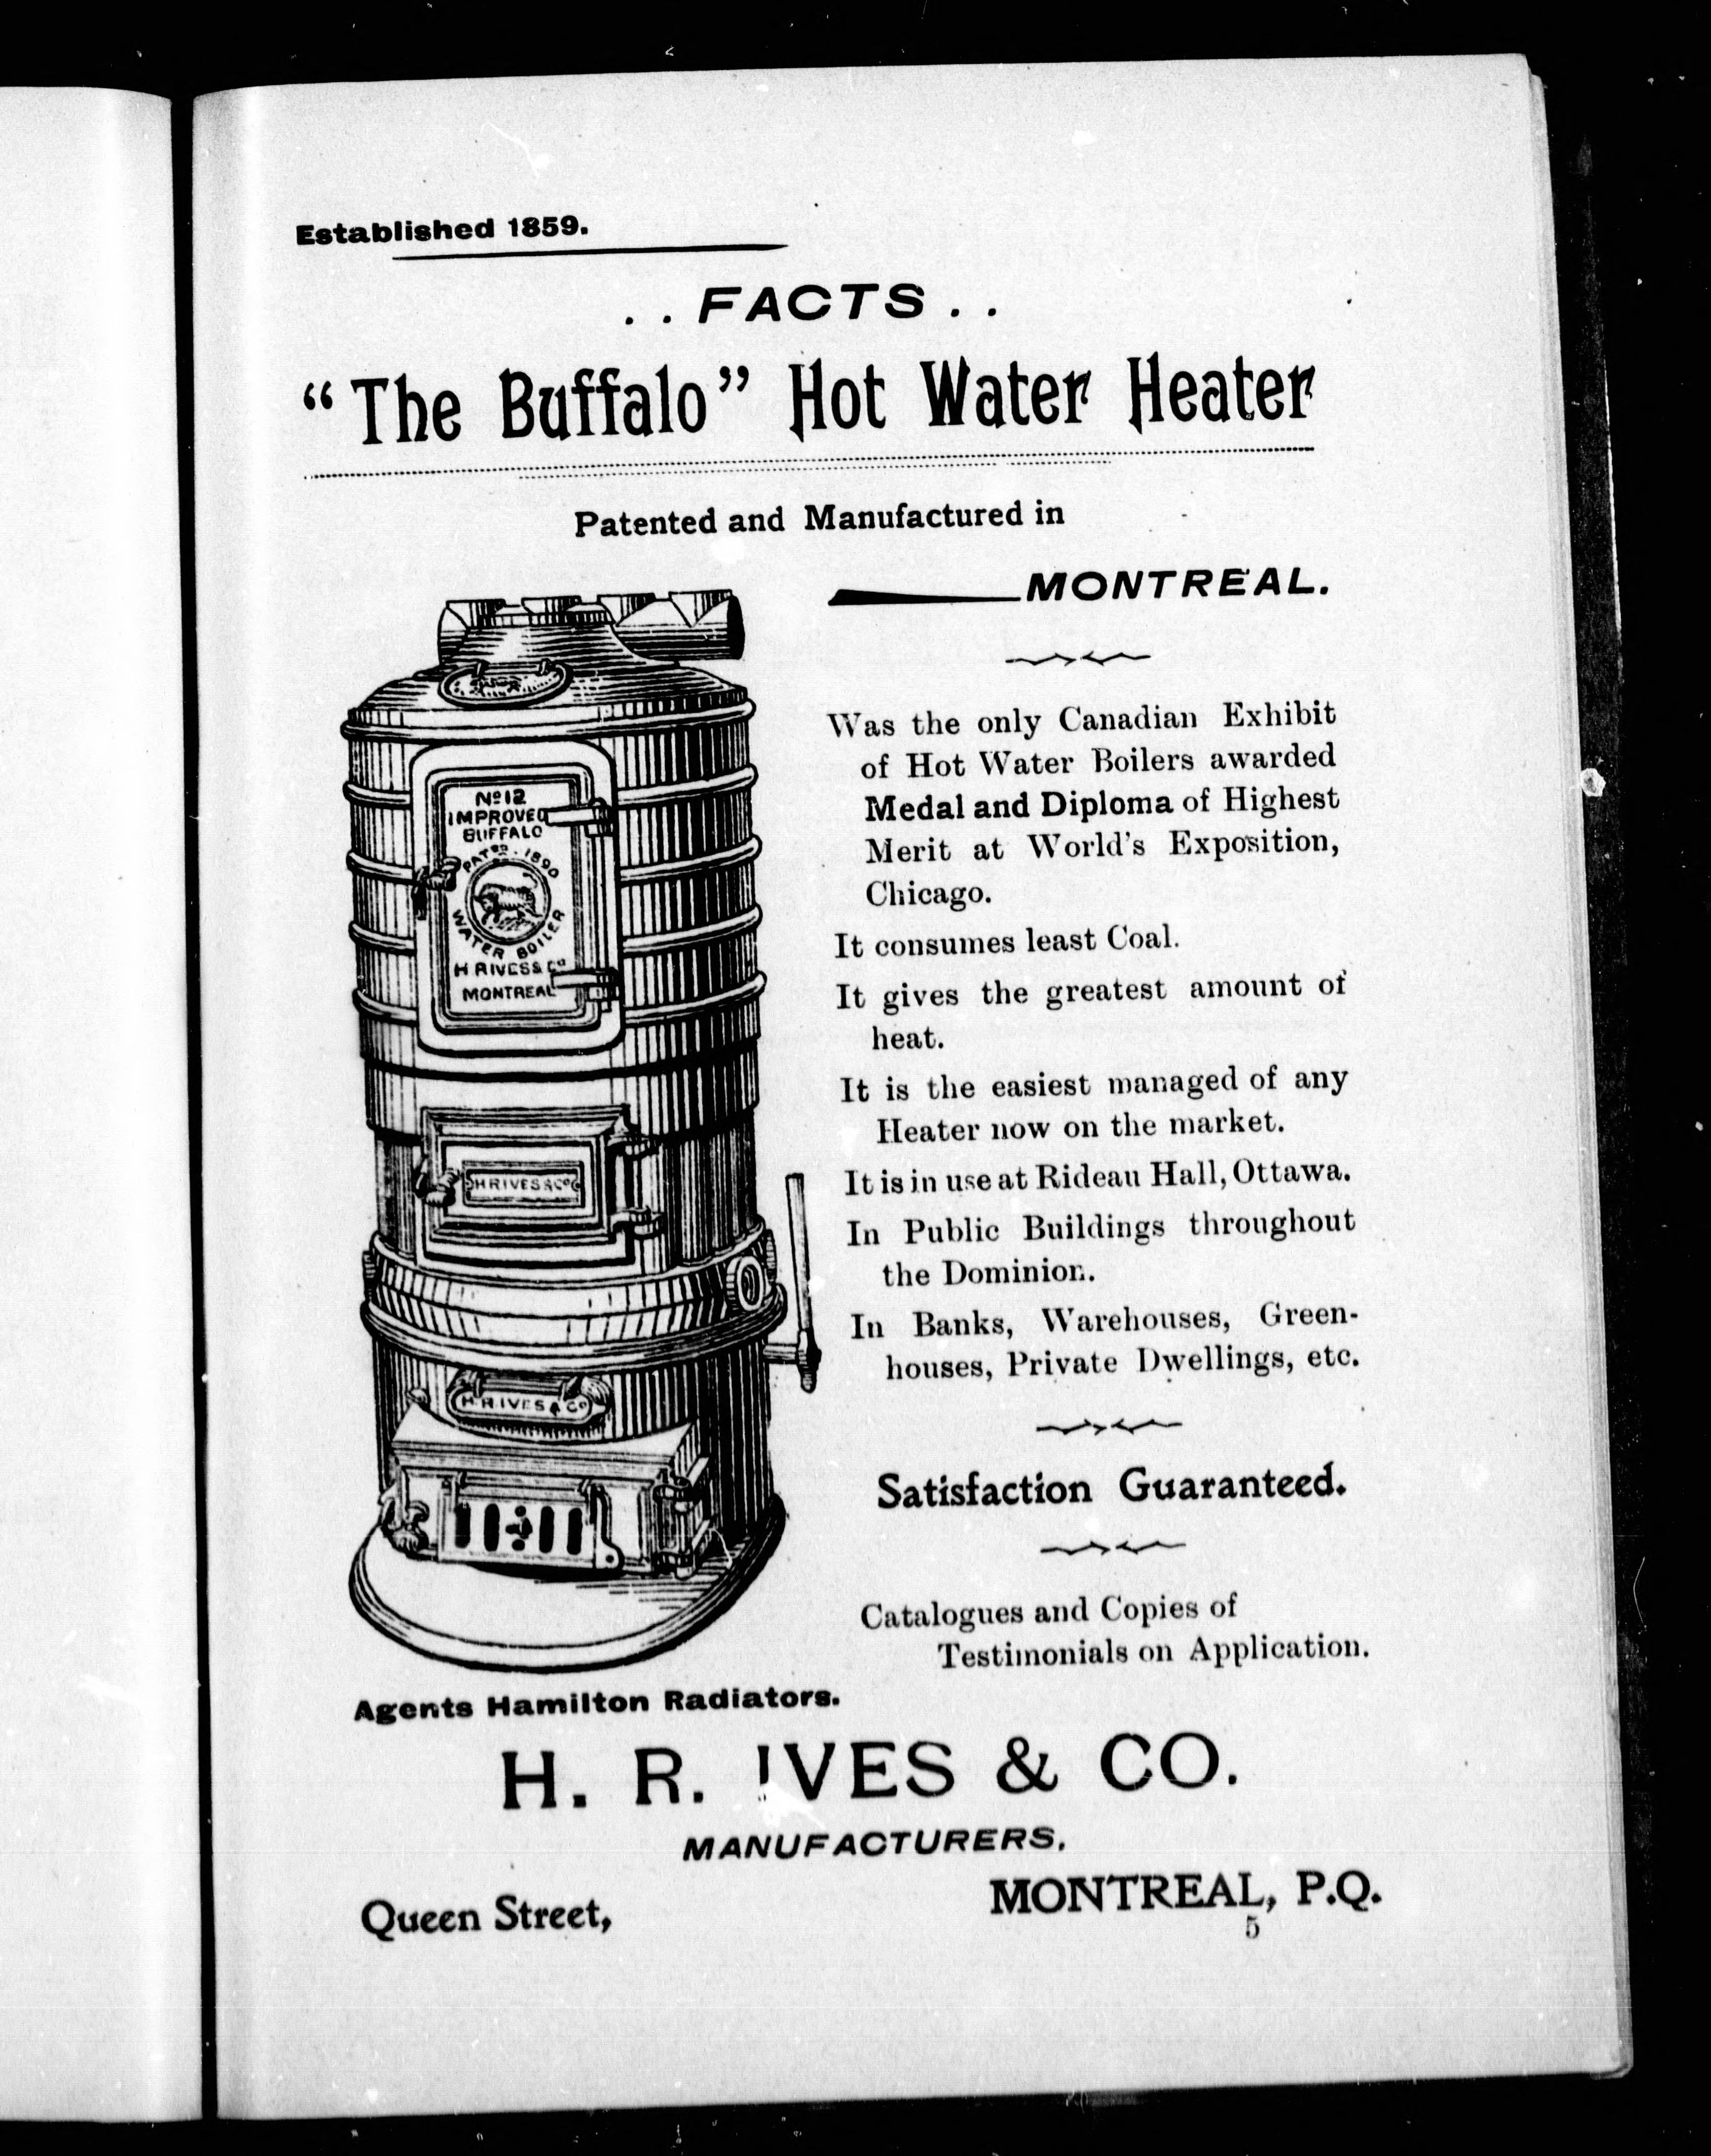 Established 1859.
. . FACTS . .
“The Buffalo” Hot Water Heater
Patented and Manufactured in
MONTREAL.
No 12
IMPROVED
BUFFALO
PATED. 1890
WATER BOILER
H R IVES & Co
MONTREAL
H R IVES & Co
H. R. IVES & Co
Was the only Canadian Exhibit
of Hot Water Boilers awarded
Medal and Diploma of Highest
Merit at World's Exposition,
Chicago.
It consumes least Coal.
It gives the greatest amount of
heat.
It is the easiest managed of any
Heater now on the market.
It is in use at Rideau Hall, Ottawa.
In Public Buildings throughout
the Dominion.
In Banks, Warehouses, Green-
houses, Private Dwellings, etc.
Satisfaction Guaranteed.
Catalogues and Copies of
Testimonials on Application.
Agents Hamilton Radiators.
H. R. IVES & CO.
MANUFACTURERS,
Queen Street, MONTREAL, P.Q.
5